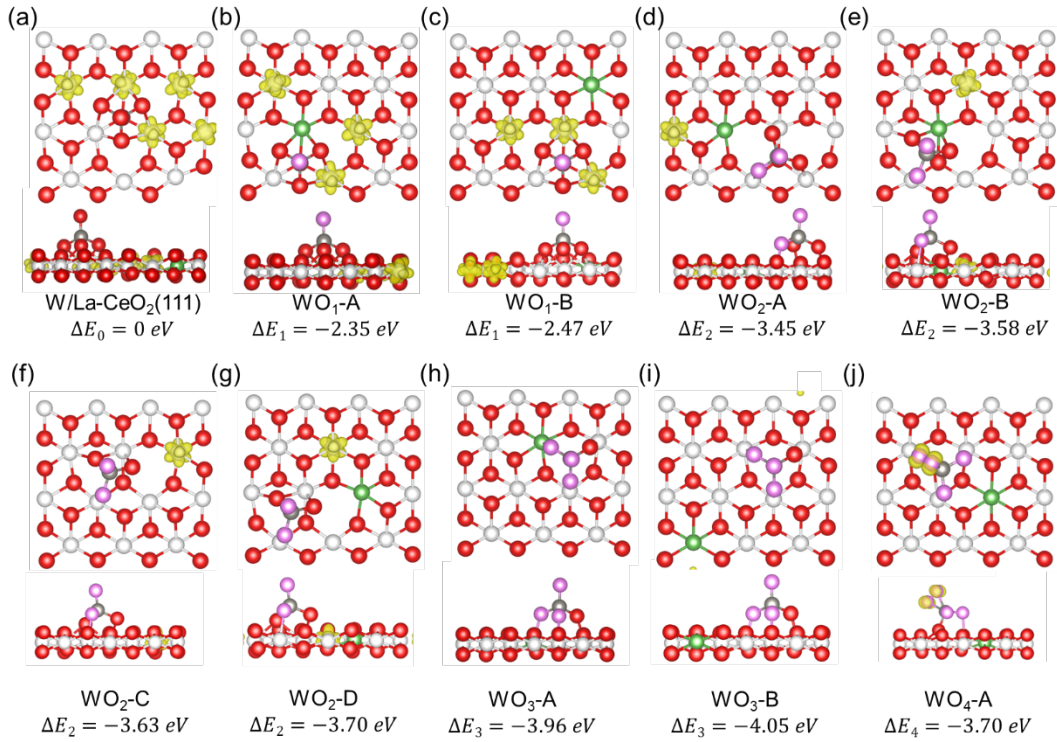 (a) (b) (c) (d) (e)
W/La-CeO₂(111) WO₁-A WO₁-B WO₂-A WO₂-B
ΔE₀ = 0 eV ΔE₁ = −2.35 eV ΔE₁ = −2.47 eV ΔE₂ = −3.45 eV ΔE₂ = −3.58 eV
(f) (g) (h) (i) (j)
WO₂-C WO₂-D WO₃-A WO₃-B WO₄-A
ΔE₂ = −3.63 eV ΔE₂ = −3.70 eV ΔE₃ = −3.96 eV ΔE₃ = −4.05 eV ΔE₄ = −3.70 eV